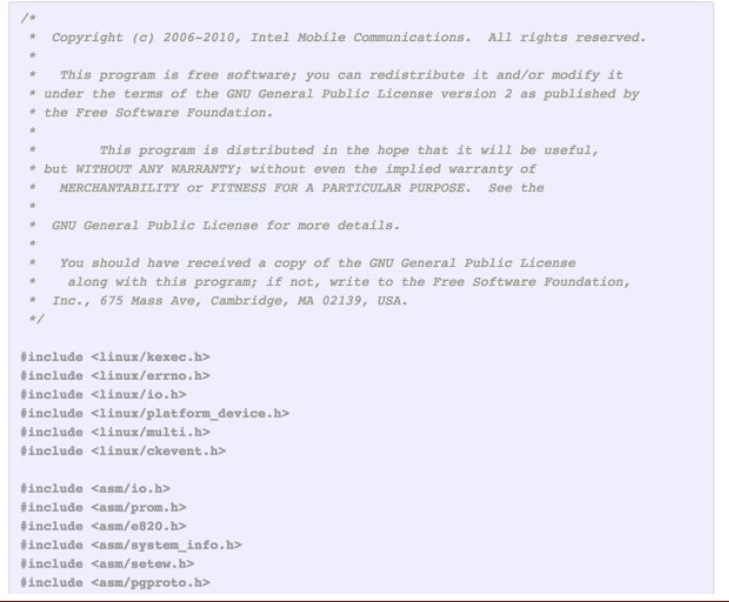 /*
 *  Copyright (c) 2006-2010, Intel Mobile Communications.  All rights reserved.
 *
 *   This program is free software; you can redistribute it and/or modify it
 * under the terms of the GNU General Public License version 2 as published by
 * the Free Software Foundation.
 *
 *        This program is distributed in the hope that it will be useful,
 * but WITHOUT ANY WARRANTY; without even the implied warranty of
 *   MERCHANTABILITY or FITNESS FOR A PARTICULAR PURPOSE.  See the
 *
 *  GNU General Public License for more details.
 *
 *   You should have received a copy of the GNU General Public License
 *    along with this program; if not, write to the Free Software Foundation,
 *  Inc., 675 Mass Ave, Cambridge, MA 02139, USA.
 */

#include <linux/kexec.h>
#include <linux/errno.h>
#include <linux/io.h>
#include <linux/platform_device.h>
#include <linux/multi.h>
#include <linux/ckevent.h>

#include <asm/io.h>
#include <asm/prom.h>
#include <asm/e820.h>
#include <asm/system_info.h>
#include <asm/setew.h>
#include <asm/pgproto.h>